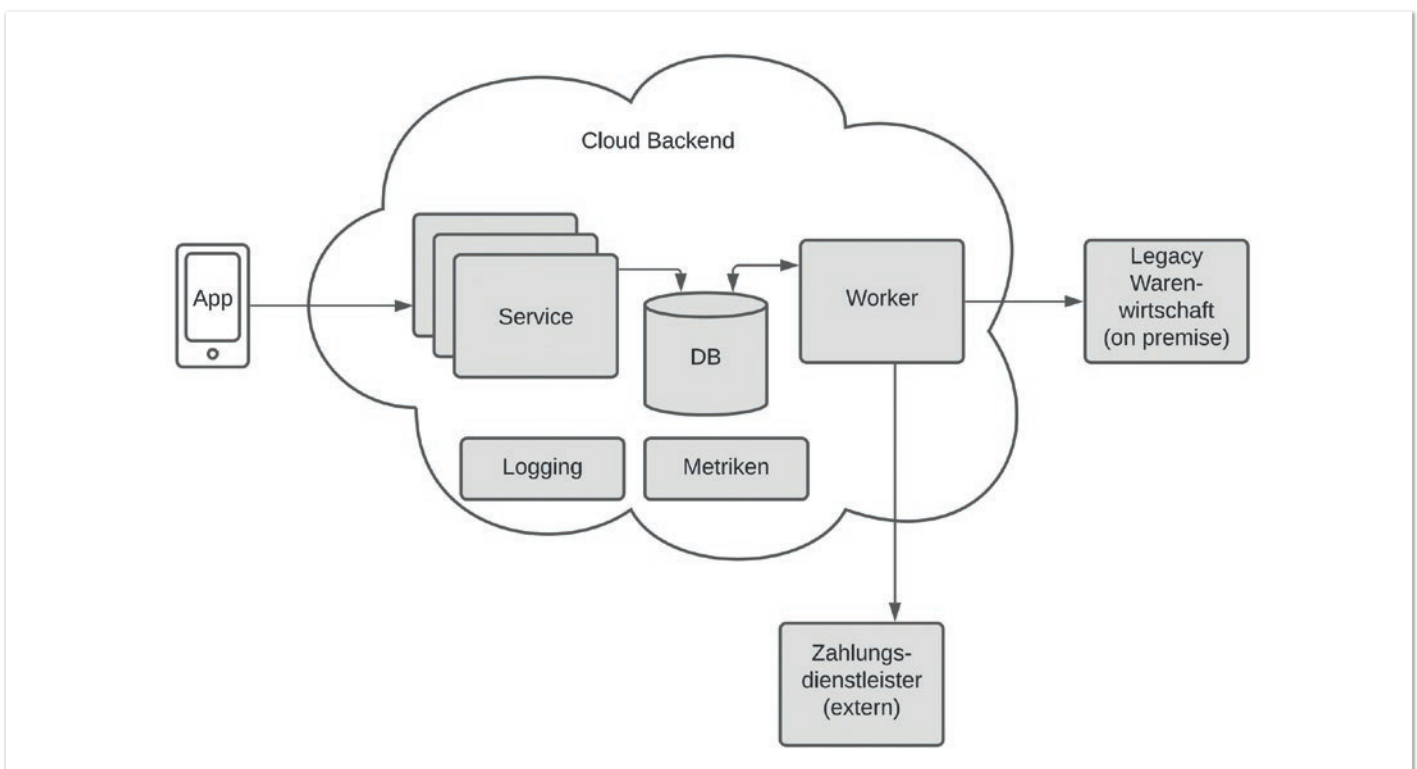 Cloud Backend
App
Service
DB
Worker
Legacy
Waren-
wirtschaft
(on premise)
Logging
Metriken
Zahlungs-
dienstleister
(extern)